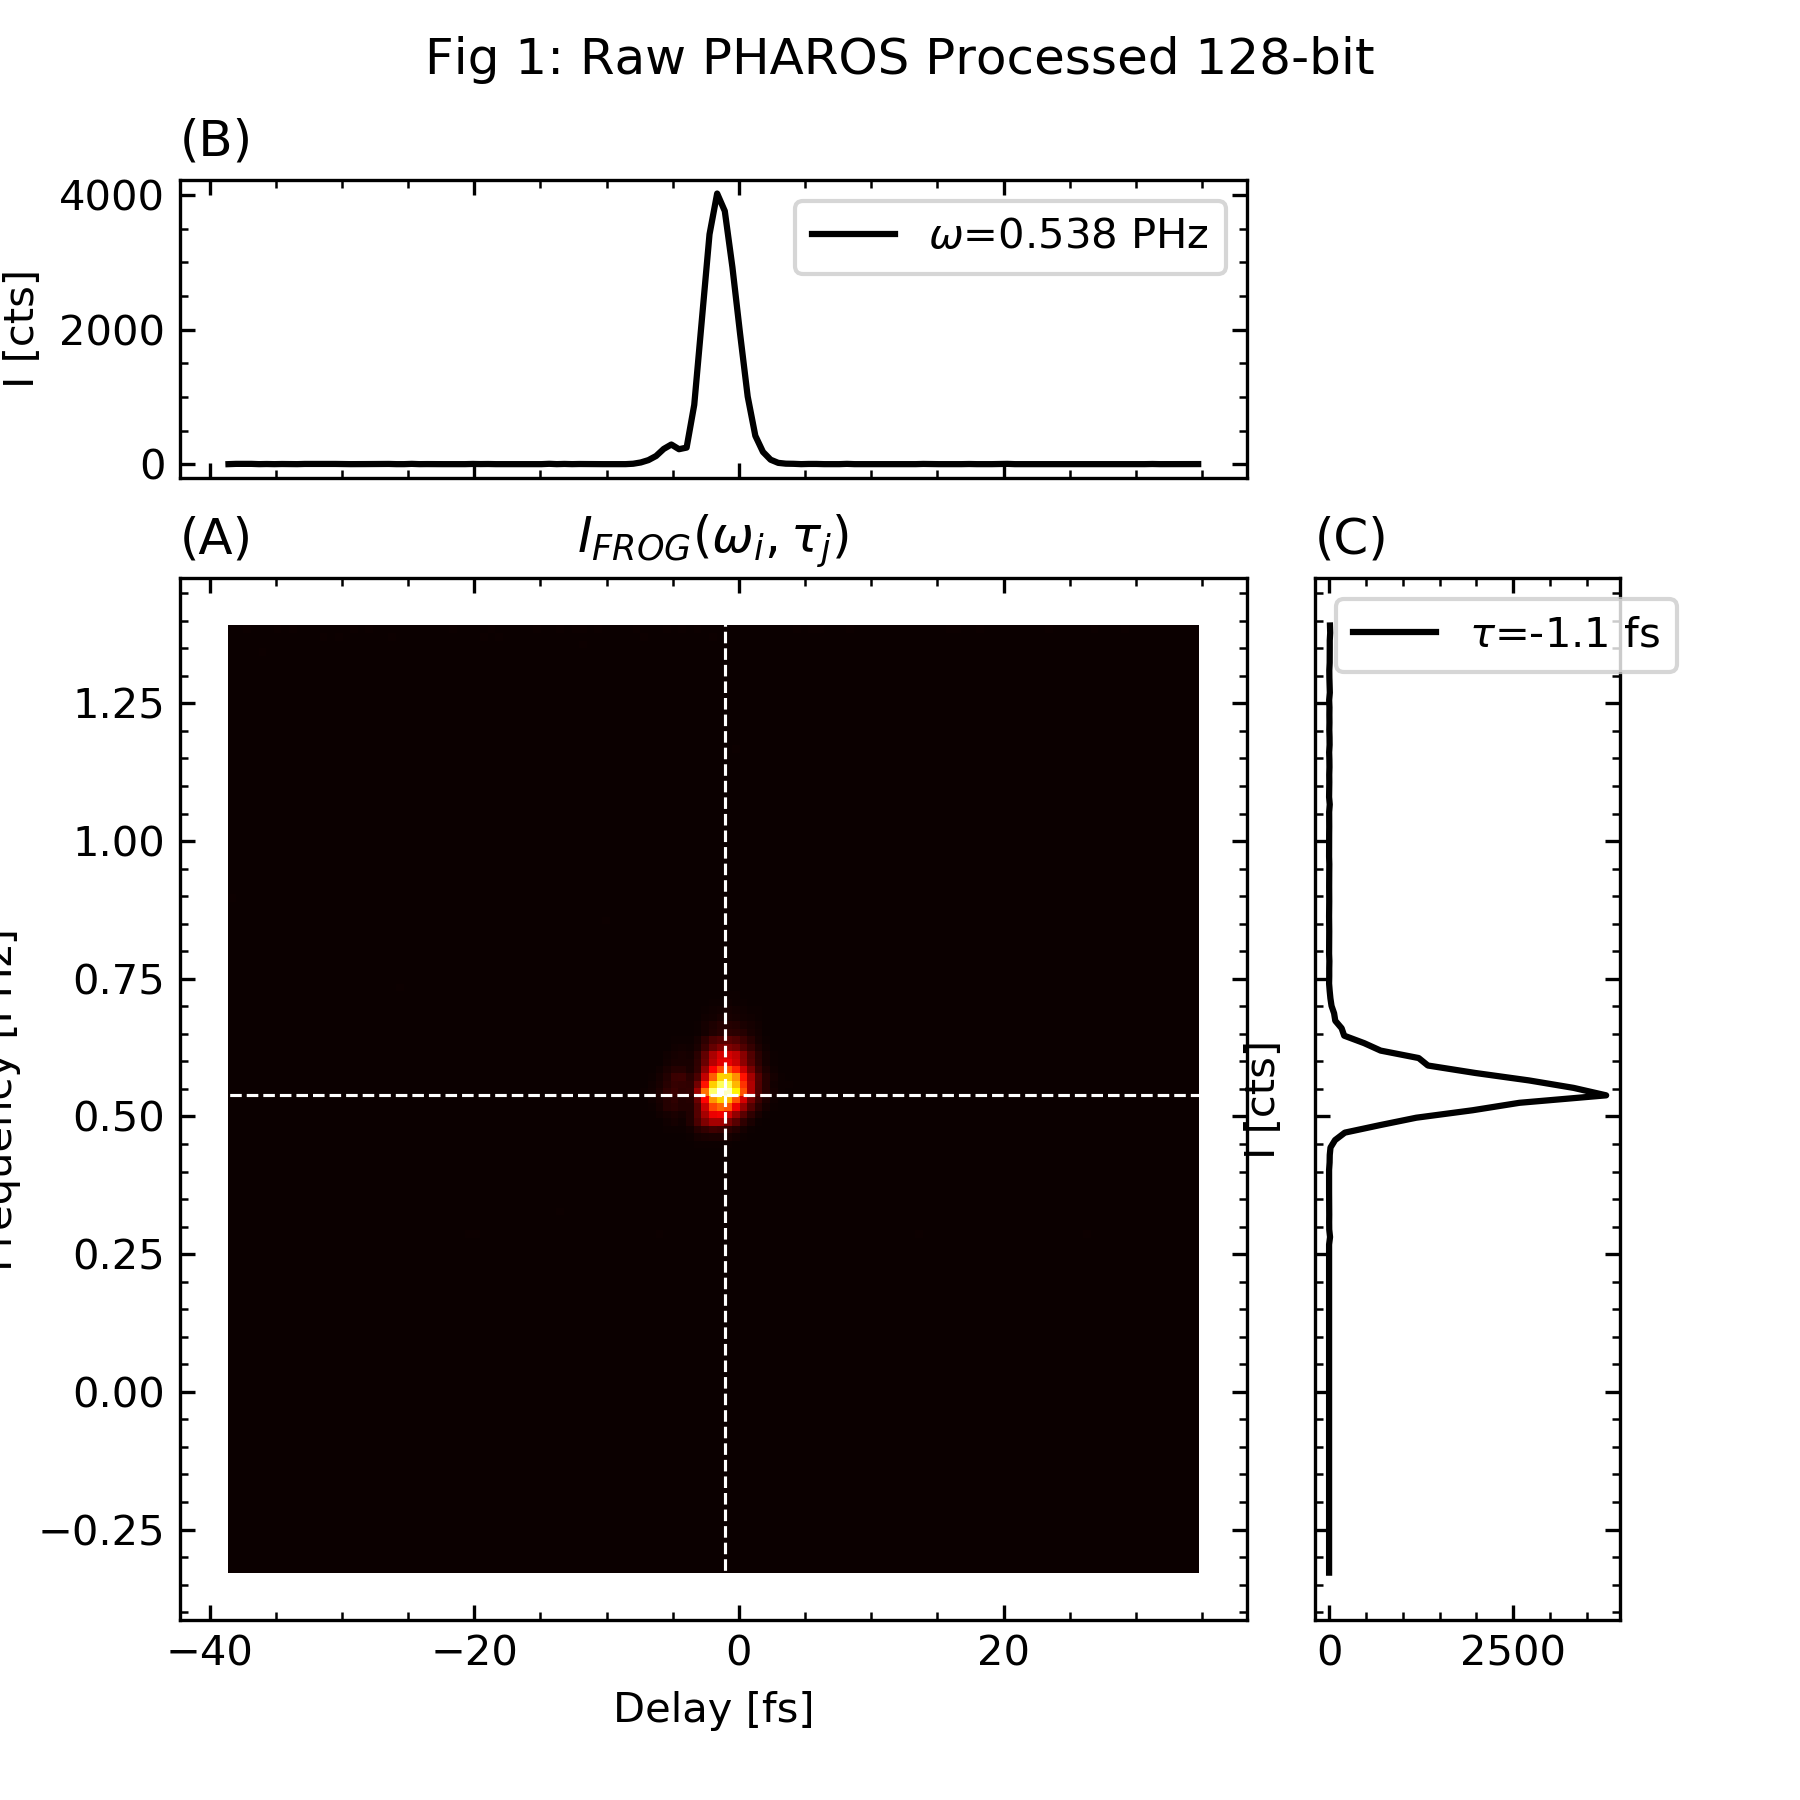 Fig 1: Raw PHAROS Processed 128-bit
(B)
4000
2000
0
I [cts]
ω=0.538 PHz
(A)
I_{FROG}(ω_i, τ_j)
(C)
1.25
1.00
0.75
0.50
0.25
0.00
−0.25
−40
−20
0
20
Delay [fs]
τ=-1.1 fs
I [cts]
0
2500